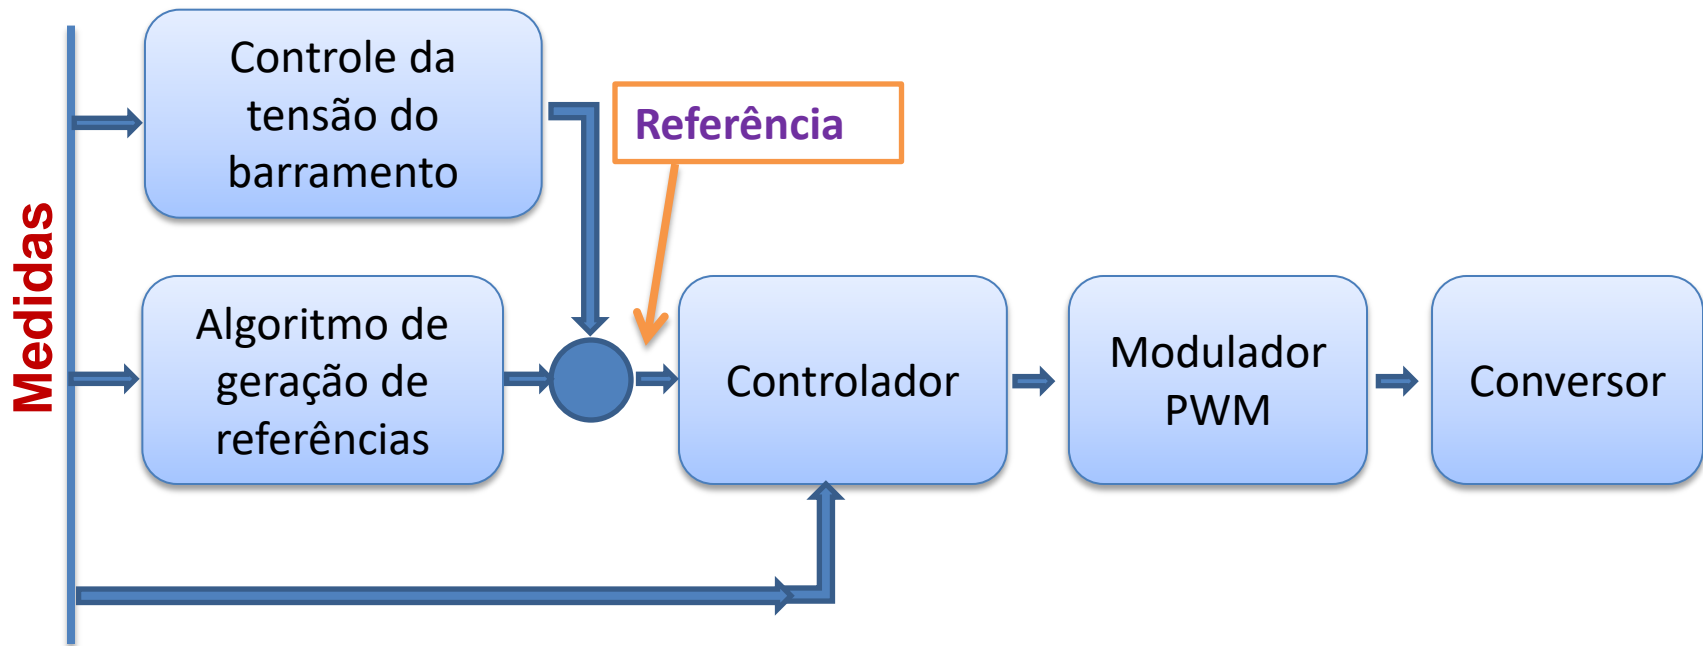 Controle da
tensão do
barramento
Referência
Medidas
Algoritmo de
geração de
referências
Controlador
Modulador
PWM
Conversor